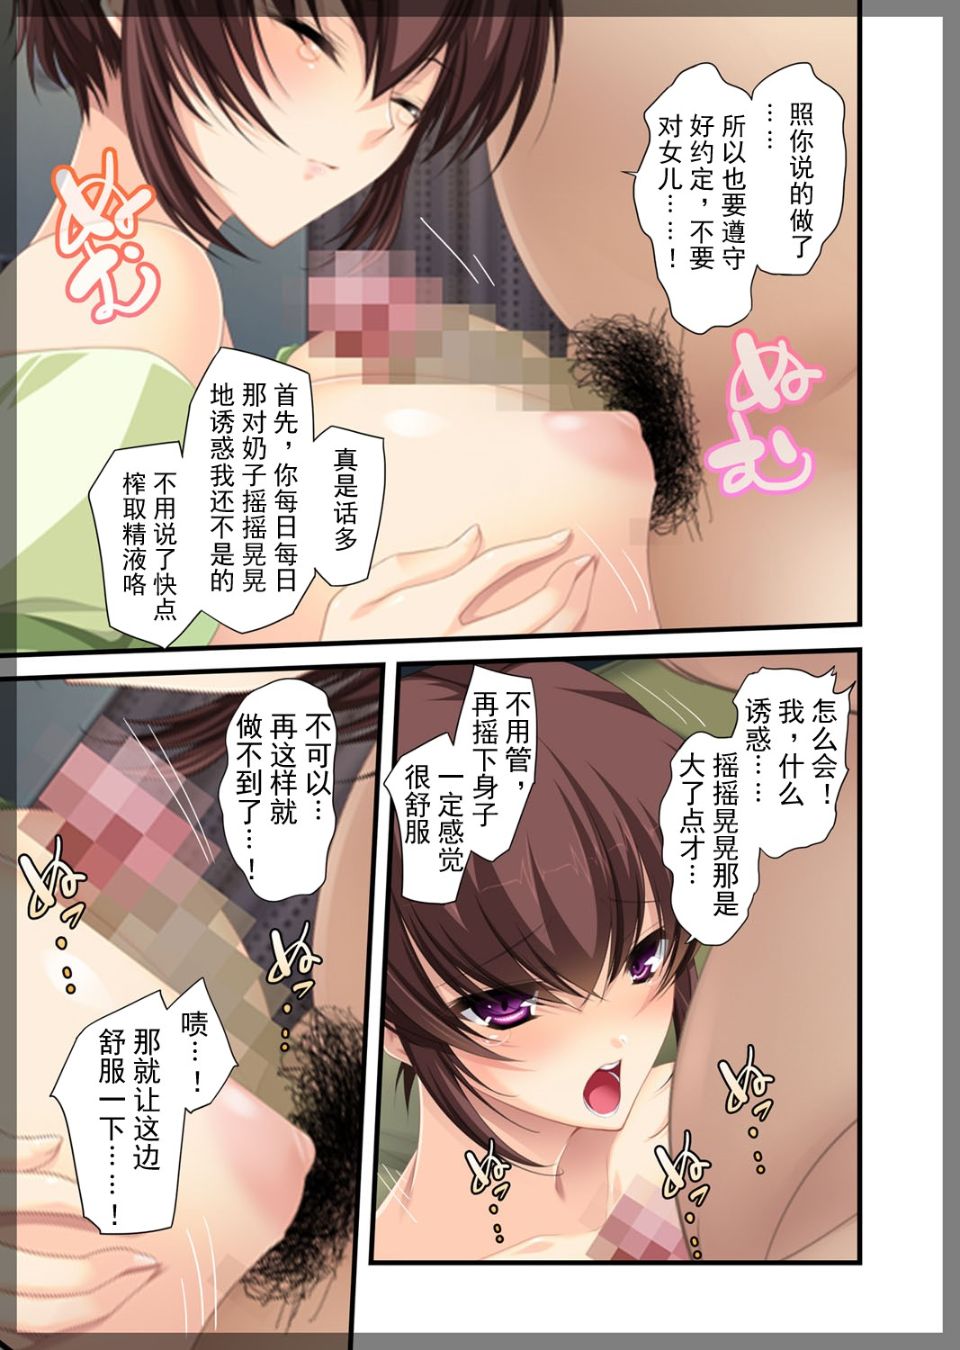 照你说的做了
……
所以也要遵守
好约定，不要
对女儿……！
ぬ
む
ぬ
む
真是话多
首先，你每日每日
那对奶子摇摇晃晃
地诱惑我还不是的
不用说了快点
榨取精液咯
怎么会！
我，什么
诱惑……
摇摇晃晃那是
大了点才…
不用管，
再摇下身子
一定感觉
很舒服
ぬ
ぬ
ぬ
不可以…
再这样就
做不到了…！
ぬ
ぬ
啧…！
那就让这边
舒服一下……！